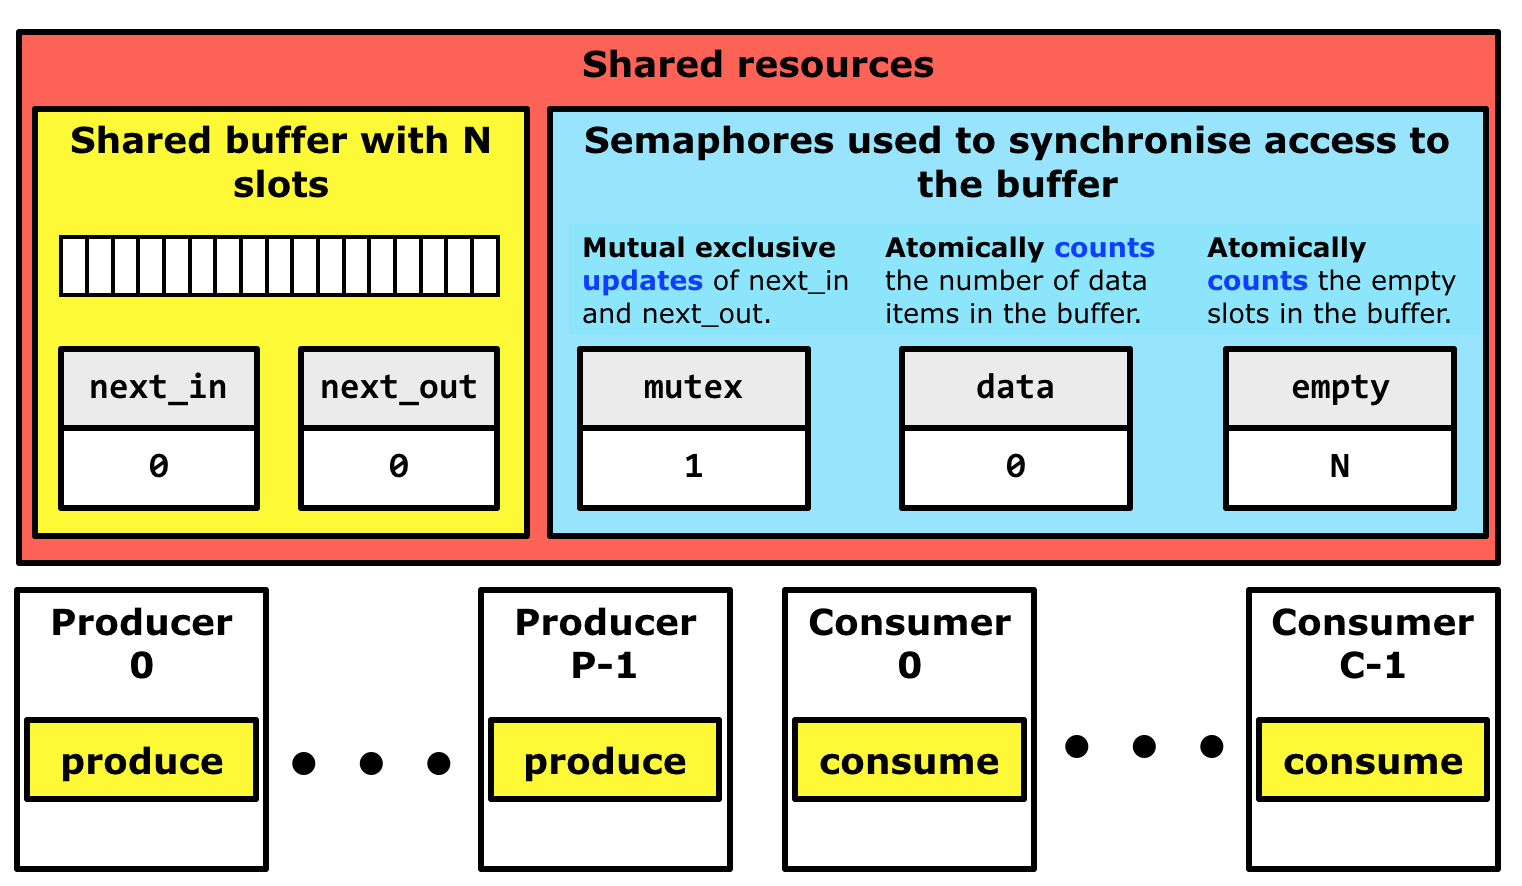 Shared resources
Shared buffer with N
slots
next_in
next_out
0
0
Semaphores used to synchronise access to
the buffer
Mutual exclusive
updates of next_in
and next_out.
Atomically counts
the number of data
items in the buffer.
Atomically
counts the empty
slots in the buffer.
mutex
data
empty
1
0
N
Producer
0
produce
Producer
P-1
produce
Consumer
0
consume
Consumer
C-1
consume